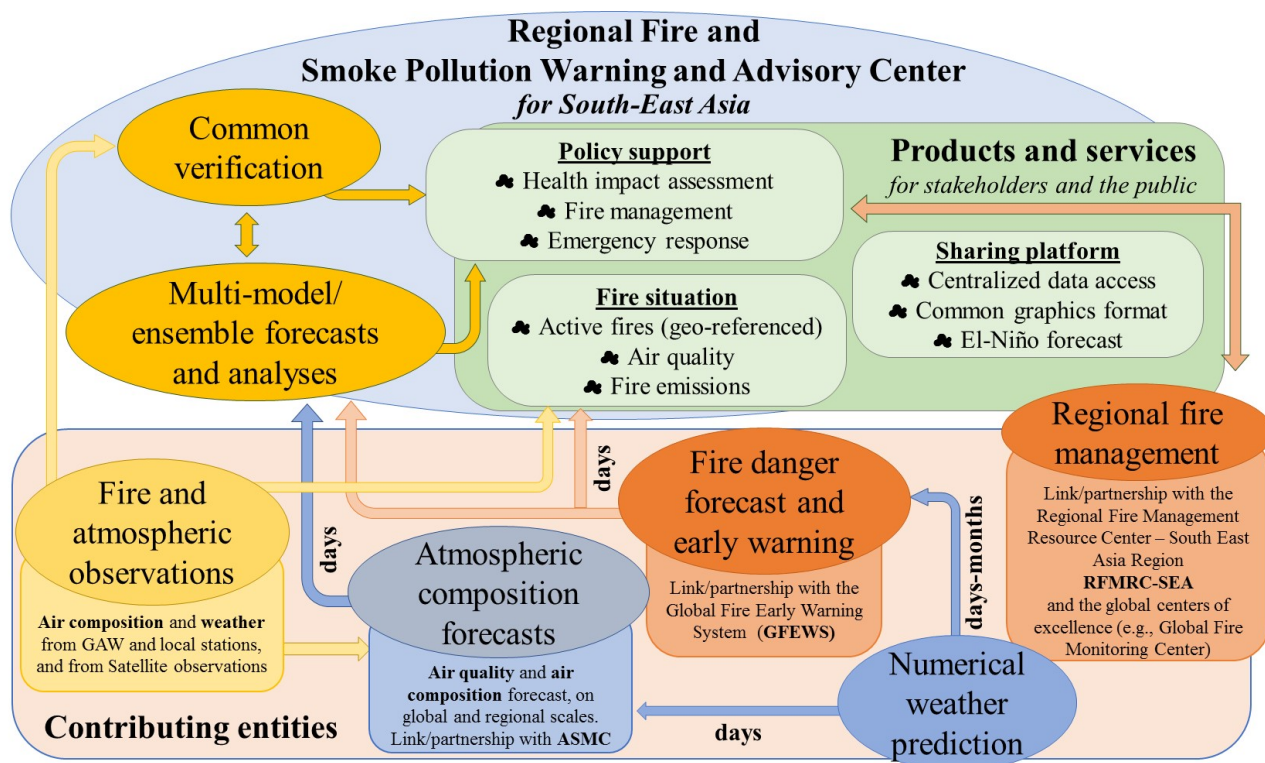 Regional Fire and
Smoke Pollution Warning and Advisory Center
for South-East Asia
Common
verification
Multi-model/
ensemble forecasts
and analyses
Products and services
for stakeholders and the public
Policy support
Health impact assessment
Fire management
Emergency response
Fire situation
Active fires (geo-referenced)
Air quality
Fire emissions
Sharing platform
Centralized data access
Common graphics format
El-Niño forecast
Fire and
atmospheric
observations
Air composition and weather
from GAW and local stations,
and from Satellite observations
days
Atmospheric
composition
forecasts
Air quality and air
composition forecast, on
global and regional scales.
Link/partnership with ASMC
days
Fire danger
forecast and
early warning
Link/partnership with the
Global Fire Early Warning
System (GFEWS)
days-months
Regional fire
management
Link/partnership with the
Regional Fire Management
Resource Center – South East
Asia Region
RFMRC-SEA
and the global centers of
excellence (e.g., Global Fire
Monitoring Center)
Numerical
weather
prediction
days
Contributing entities